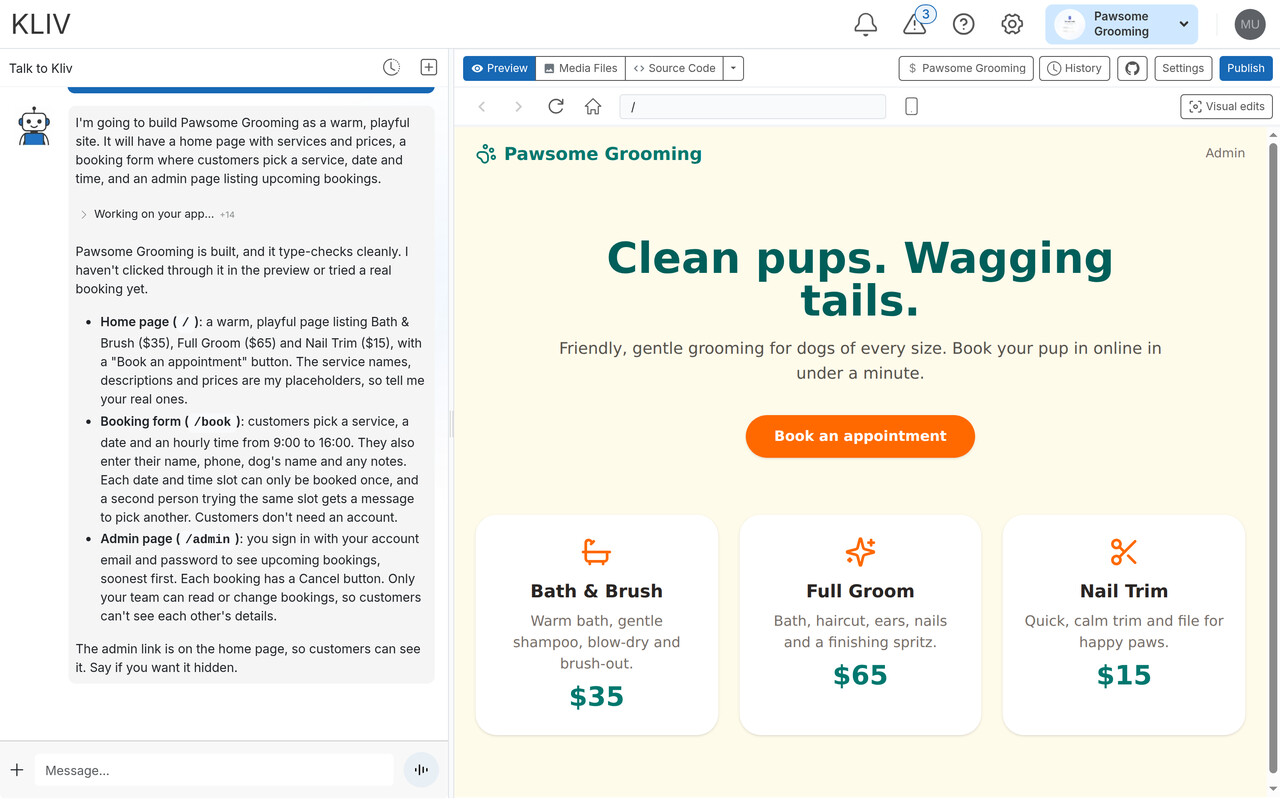 KLIV
3
Pawsome
Grooming
MU
Talk to Kliv
Preview
Media Files
Source Code
$ Pawsome Grooming
History
Settings
Publish
/
Visual edits
I'm going to build Pawsome Grooming as a warm, playful
site. It will have a home page with services and prices, a
booking form where customers pick a service, date and
time, and an admin page listing upcoming bookings.
Working on your app... +14
Pawsome Grooming is built, and it type-checks cleanly. I
haven't clicked through it in the preview or tried a real
booking yet.
• Home page ( / ): a warm, playful page listing Bath &
Brush ($35), Full Groom ($65) and Nail Trim ($15), with
a "Book an appointment" button. The service names,
descriptions and prices are my placeholders, so tell me
your real ones.
• Booking form ( /book ): customers pick a service, a
date and an hourly time from 9:00 to 16:00. They also
enter their name, phone, dog's name and any notes.
Each date and time slot can only be booked once, and
a second person trying the same slot gets a message
to pick another. Customers don't need an account.
• Admin page ( /admin ): you sign in with your account
email and password to see upcoming bookings,
soonest first. Each booking has a Cancel button. Only
your team can read or change bookings, so customers
can't see each other's details.
The admin link is on the home page, so customers can see
it. Say if you want it hidden.
Message...
Pawsome Grooming
Admin
Clean pups. Wagging
tails.
Friendly, gentle grooming for dogs of every size. Book your pup in online in
under a minute.
Book an appointment
Bath & Brush
Warm bath, gentle
shampoo, blow-dry and
brush-out.
$35
Full Groom
Bath, haircut, ears, nails
and a finishing spritz.
$65
Nail Trim
Quick, calm trim and file for
happy paws.
$15